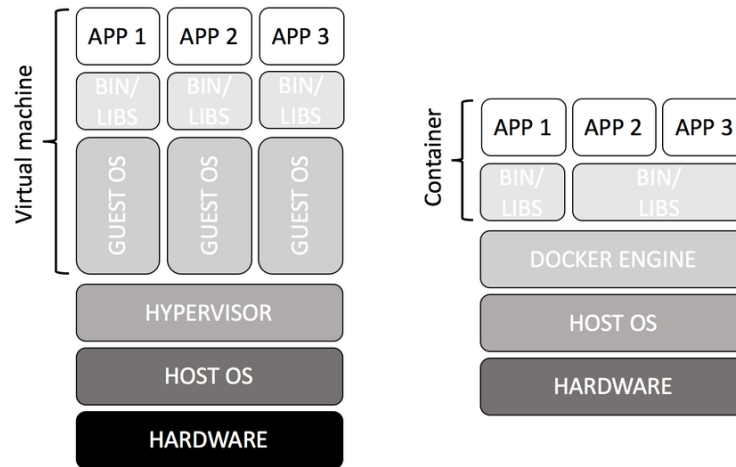 Virtual machine
APP 1 APP 2 APP 3
BIN/ BIN/ BIN/
LIBS LIBS LIBS
GUEST OS GUEST OS GUEST OS
HYPERVISOR
HOST OS
HARDWARE
Container
APP 1 APP 2 APP 3
BIN/ BIN/
LIBS LIBS
DOCKER ENGINE
HOST OS
HARDWARE